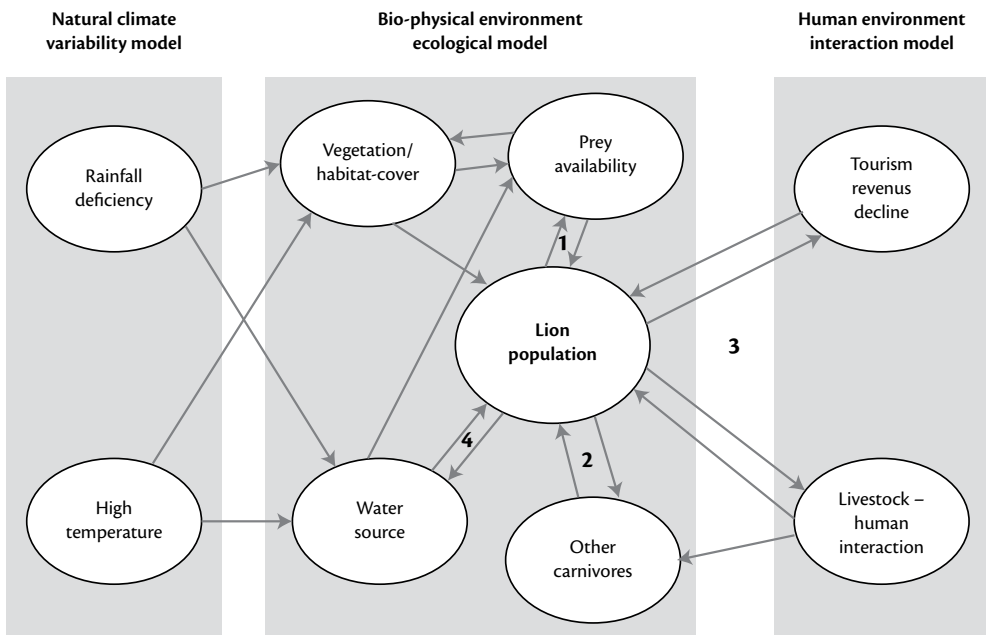 Natural climate
variability model
Bio-physical environment
ecological model
Human environment
interaction model
Rainfall
deficiency
Vegetation/
habitat-cover
Prey
availability
Tourism
revenus
decline
1
Lion
population
3
4
2
High
temperature
Water
source
Other
carnivores
Livestock –
human
interaction